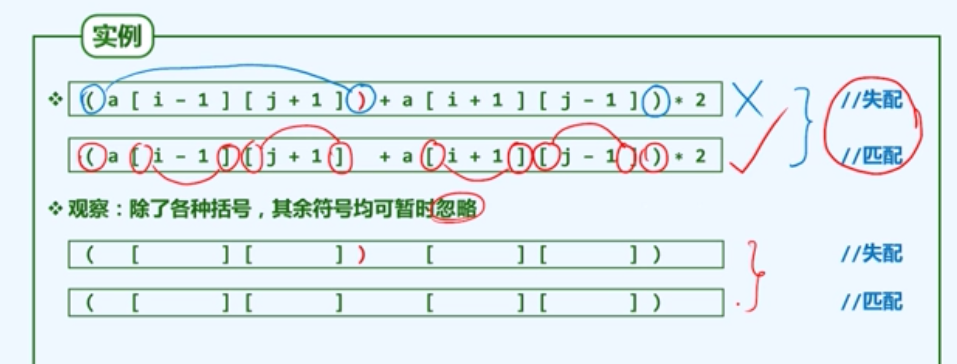 实例
❖ ( a [ i - 1 ] [ j + 1 ] ) + a [ i + 1 ] [ j - 1 ] ) * 2 //失配
( a [ i - 1 ] [ j + 1 ] + a [ i + 1 ] [ j - 1 ] ) * 2 //匹配
❖ 观察：除了各种括号，其余符号均可暂时忽略
( [ ] [ ] ) [ ] [ ] ) //失配
( [ ] [ ] [ ] [ ] ) //匹配